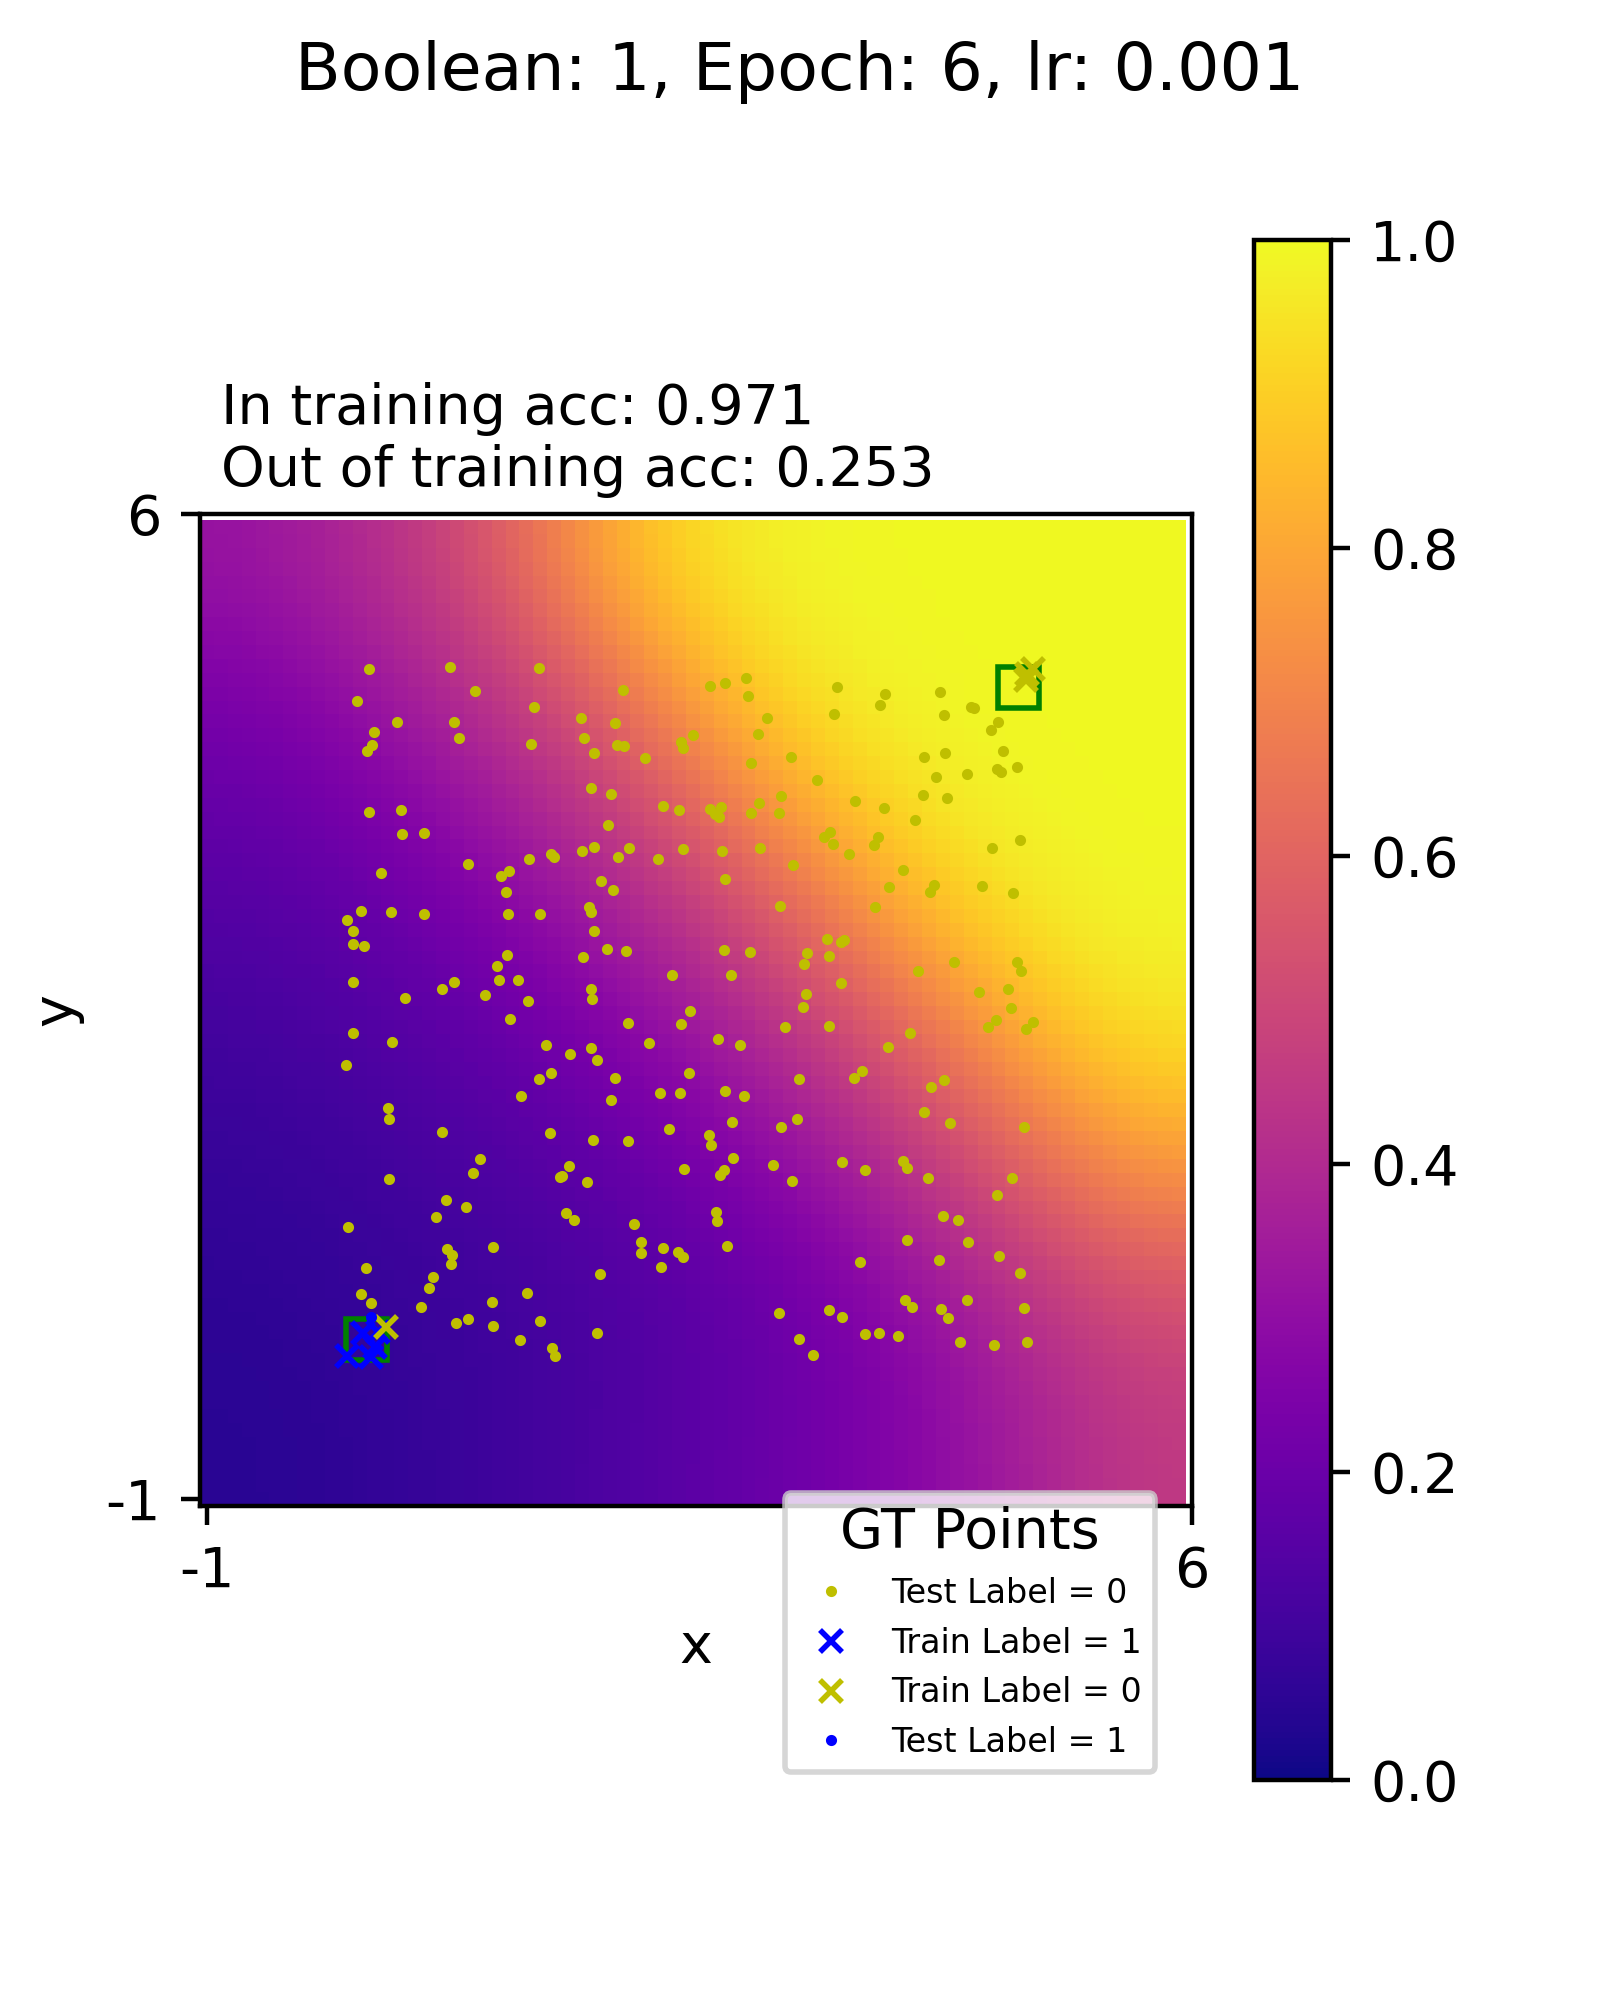 Boolean: 1, Epoch: 6, lr: 0.001
In training acc: 0.971
Out of training acc: 0.253
6
y
-1
-1
6
x
GT Points
Test Label = 0
Train Label = 1
Train Label = 0
Test Label = 1
1.0
0.8
0.6
0.4
0.2
0.0